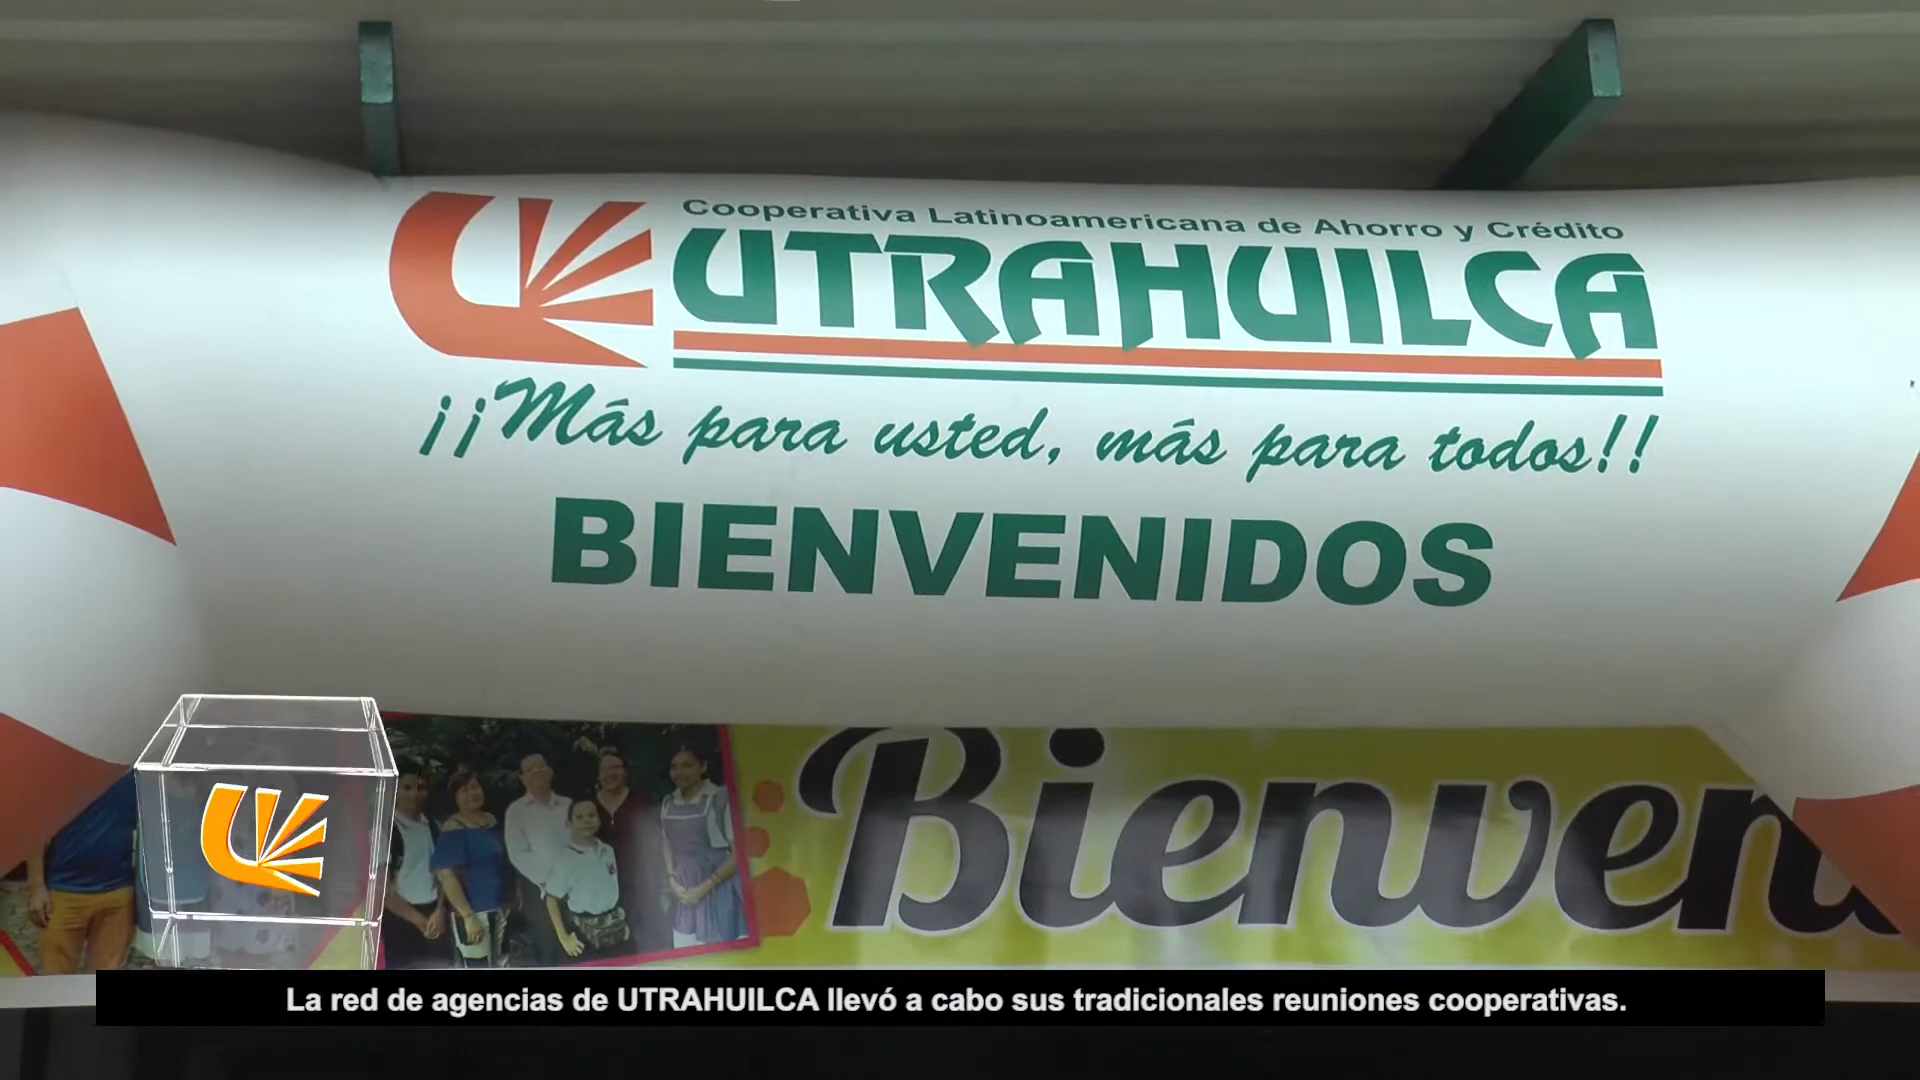 Cooperativa Latinoamericana de Ahorro y Crédito
UTRAHUILCA
¡¡Más para usted, más para todos!!
BIENVENIDOS
Bienven
La red de agencias de UTRAHUILCA llevó a cabo sus tradicionales reuniones cooperativas.